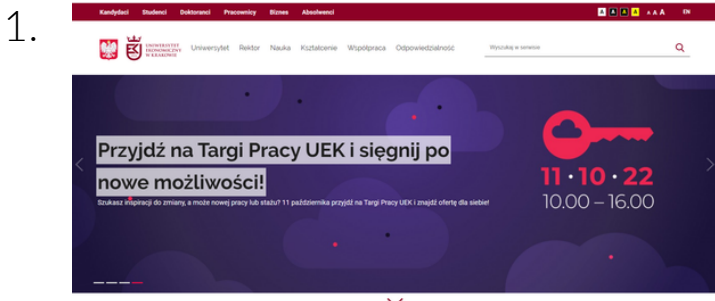 1.
Kandydaci Studenci Doktoranci Pracownicy Biznes Absolwenci A A A A A A A EN
UNIWERSYTET
EKONOMICZNY
W KRAKOWIE
Uniwersytet Rektor Nauka Kształcenie Współpraca Odpowiedzialność Wyszukaj w serwisie
Przyjdź na Targi Pracy UEK i sięgnij po
nowe możliwości!
Szukasz inspiracji do zmiany, a może nowej pracy lub stażu? 11 października przyjdź na Targi Pracy UEK i znajdź ofertę dla siebie!
11·10·22
10.00 – 16.00